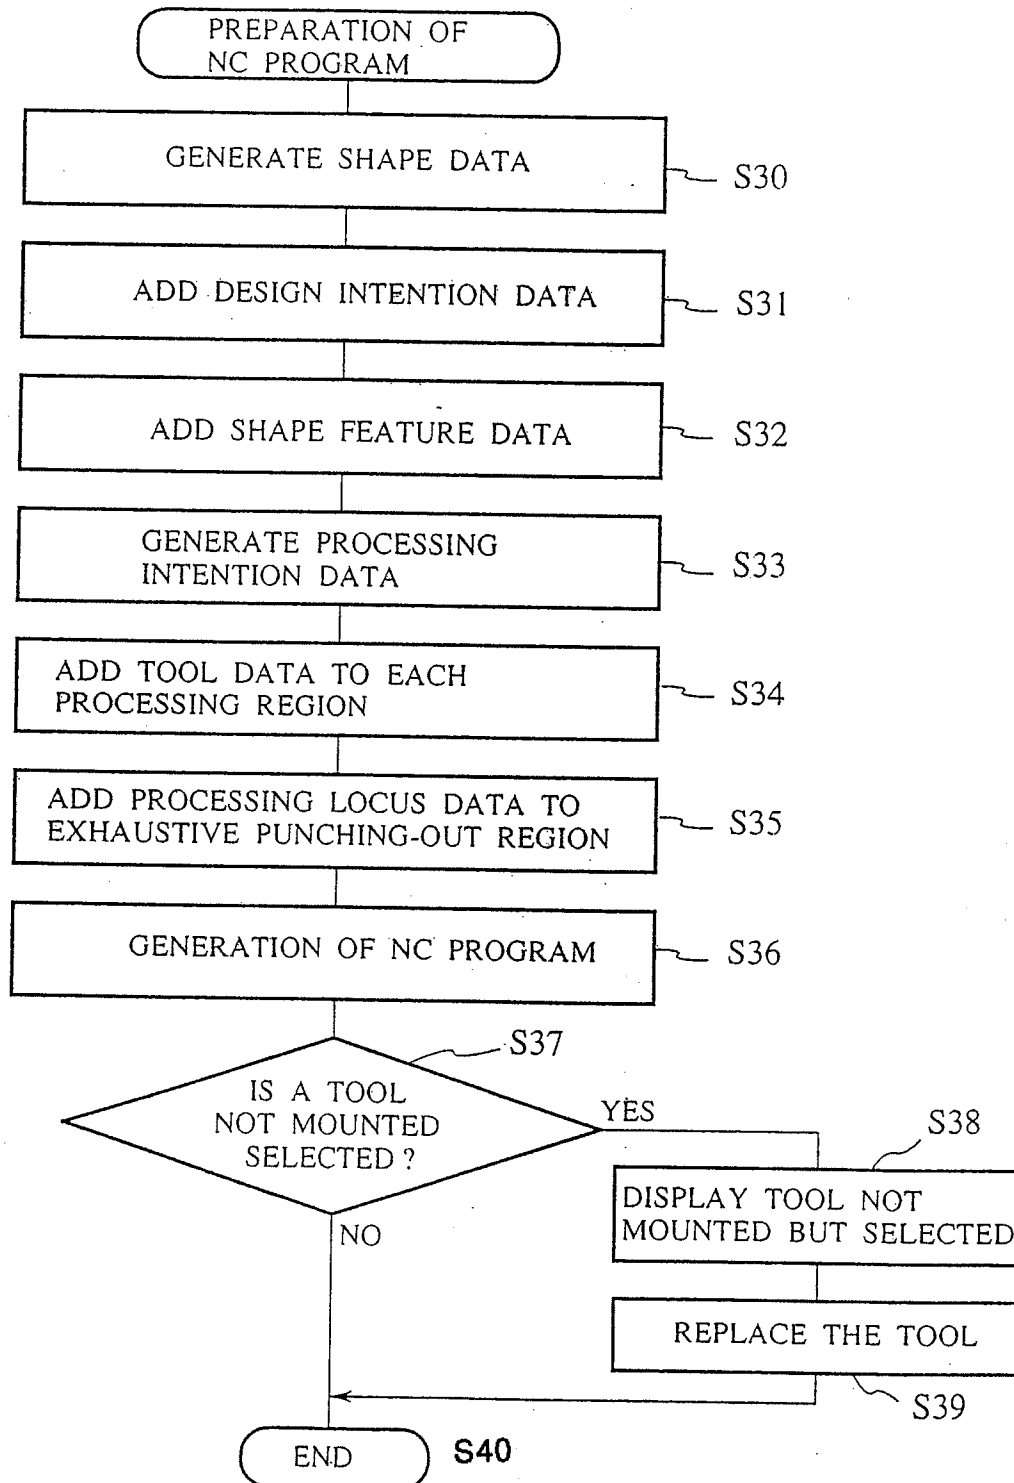 PREPARATION OF
NC PROGRAM
GENERATE SHAPE DATA
S30
ADD DESIGN INTENTION DATA
S31
ADD SHAPE FEATURE DATA
S32
GENERATE PROCESSING
INTENTION DATA
S33
ADD TOOL DATA TO EACH
PROCESSING REGION
S34
ADD PROCESSING LOCUS DATA TO
EXHAUSTIVE PUNCHING-OUT REGION
S35
GENERATION OF NC PROGRAM
S36
S37
IS A TOOL
NOT MOUNTED
SELECTED?
YES
NO
S38
DISPLAY TOOL NOT
MOUNTED BUT SELECTED
REPLACE THE TOOL
S39
END
S40